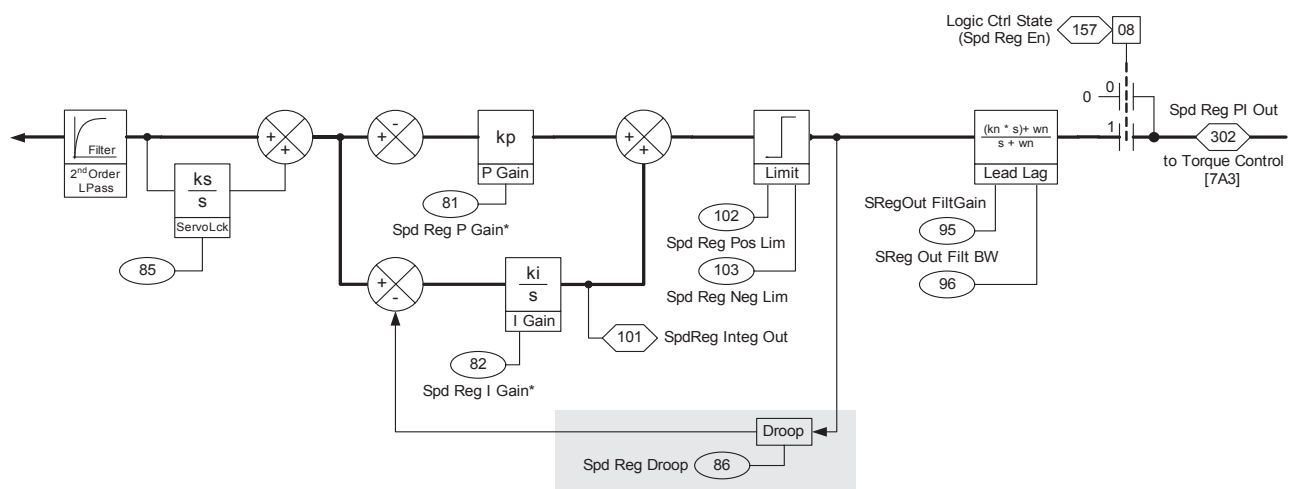 Logic Ctrl State
(Spd Reg En)
157
08
0
0
1
Spd Reg PI Out
302
to Torque Control
[7A3]
Filter
2nd Order
LPass
ks
s
ServoLck
85
+
+
+
-
kp
P Gain
81
Spd Reg P Gain*
+
+
Limit
102
Spd Reg Pos Lim
103
Spd Reg Neg Lim
(kn * s)+ wn
s + wn
Lead Lag
SRegOut FiltGain
95
SReg Out Filt BW
96
+
-
ki
s
I Gain
101
SpdReg Integ Out
82
Spd Reg I Gain*
Droop
Spd Reg Droop
86